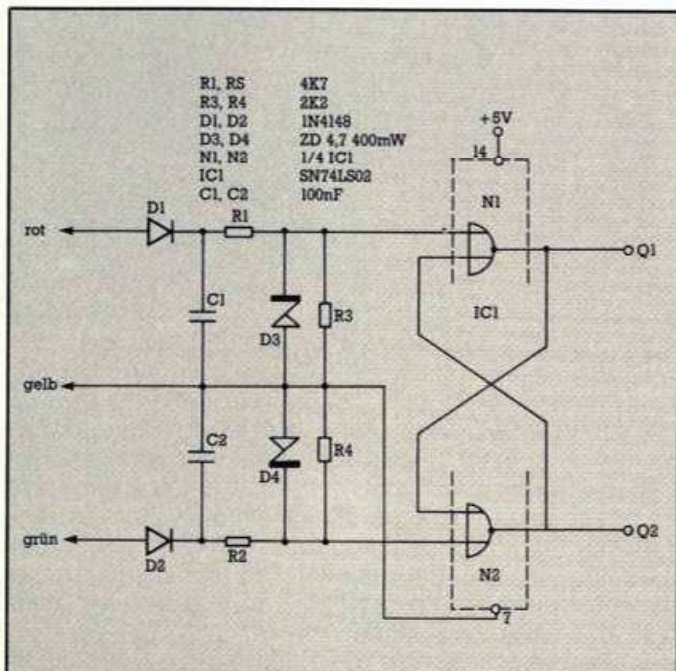 R1, RS 4K7
R3, R4 2K2
D1, D2 1N4148
D3, D4 ZD 4,7 400mW
N1, N2 1/4 IC1
IC1 SN74LS02
C1, C2 100nF
+5V
14
N1
D1
R1
rot
Q1
C1
R3
IC1
D3
gelb
C2
R4
D4
grün
Q2
D2
R2
N2
7